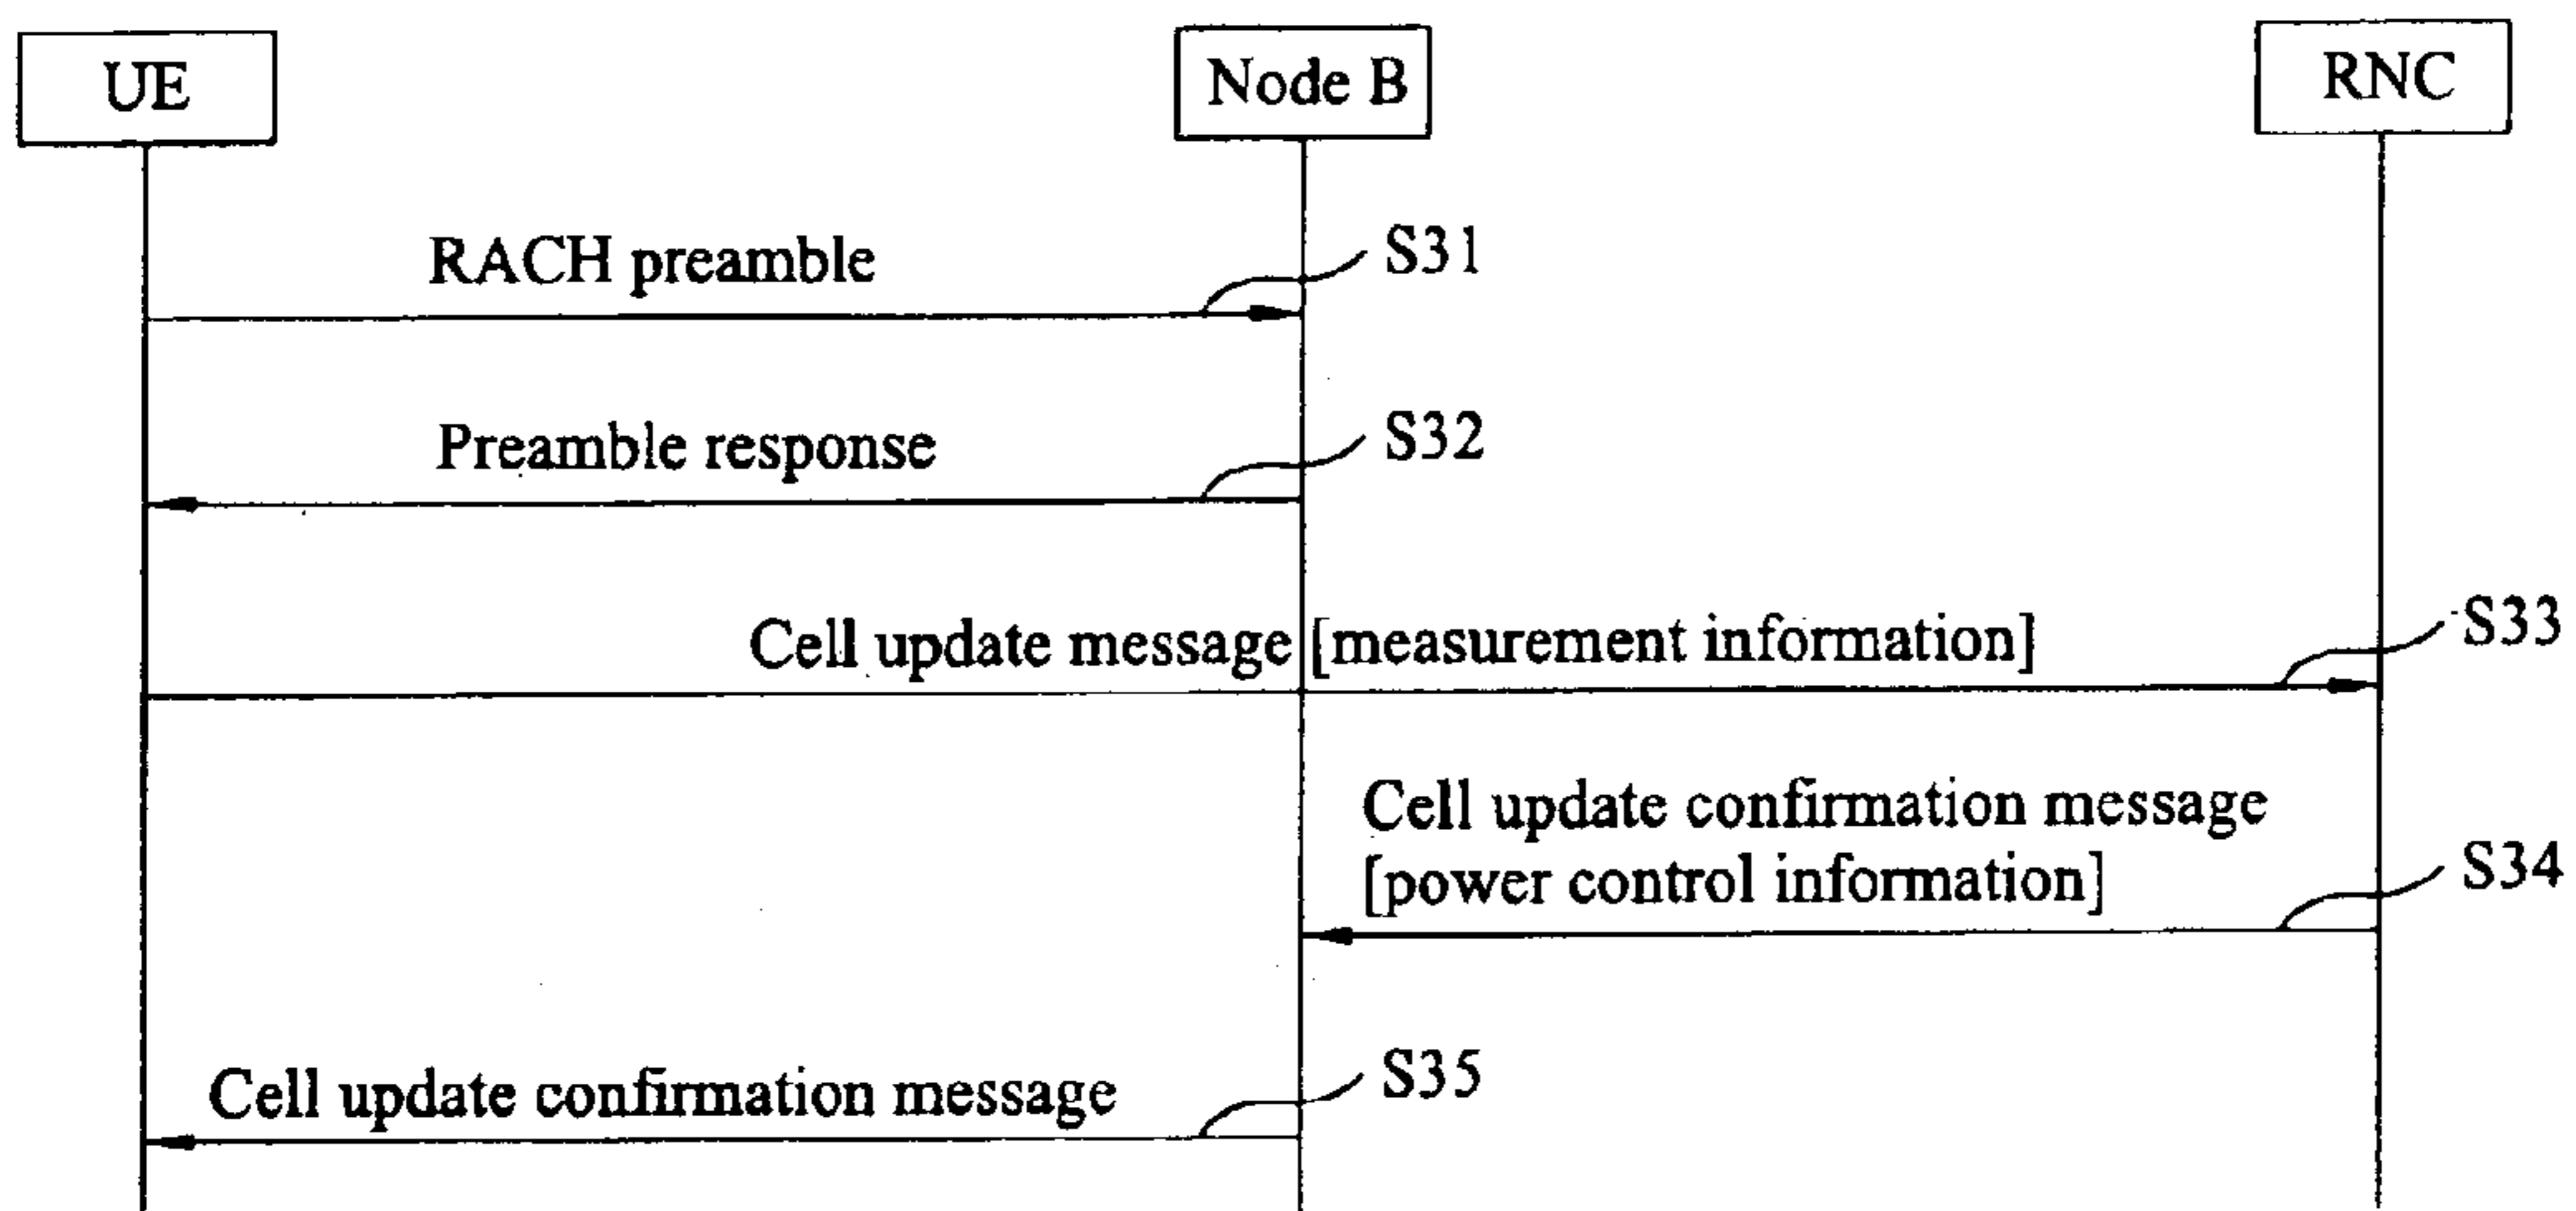 UE
Node B
RNC
RACH preamble
S31
Preamble response
S32
Cell update message [measurement information]
S33
Cell update confirmation message
[power control information]
S34
Cell update confirmation message
S35